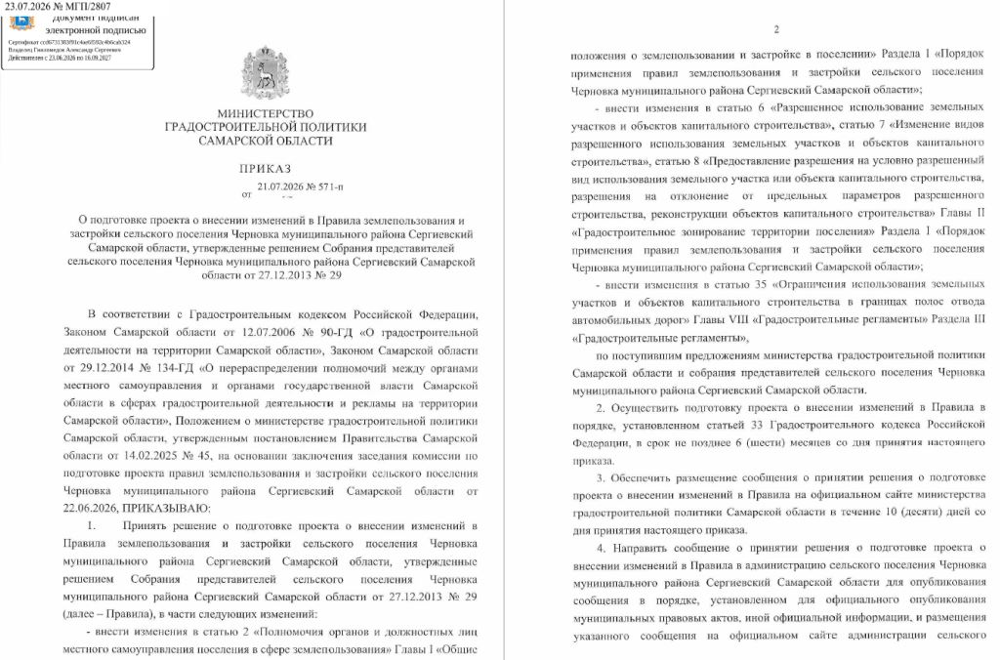 23.07.2026 № МГП/2807
Документ подписан
электронной подписью
Владелец Гниломедов Александр Сергеевич
Действителен с 23.06.2026 по 16.09.2027
МИНИСТЕРСТВО
ГРАДОСТРОИТЕЛЬНОЙ ПОЛИТИКИ
САМАРСКОЙ ОБЛАСТИ
ПРИКАЗ
21.07.2026 № 571-п
от
О подготовке проекта о внесении изменений в Правила землепользования и
застройки сельского поселения Черновка муниципального района Сергиевский
Самарской области, утвержденные решением Собрания представителей
сельского поселения Черновка муниципального района Сергиевский Самарской
области от 27.12.2013 № 29
В соответствии с Градостроительным кодексом Российской Федерации,
Законом Самарской области от 12.07.2006 № 90-ГД «О градостроительной
деятельности на территории Самарской области», Законом Самарской области
от 29.12.2014 № 134-ГД «О перераспределении полномочий между органами
местного самоуправления и органами государственной власти Самарской
области в сферах градостроительной деятельности и рекламы на территории
Самарской области», Положением о министерстве градостроительной политики
Самарской области, утвержденным постановлением Правительства Самарской
области от 14.02.2025 № 45, на основании заключения заседания комиссии по
подготовке проекта правил землепользования и застройки сельского поселения
Черновка муниципального района Сергиевский Самарской области от
22.06.2026, ПРИКАЗЫВАЮ:
1. Принять решение о подготовке проекта о внесении изменений в
Правила землепользования и застройки сельского поселения Черновка
муниципального района Сергиевский Самарской области, утвержденные
решением Собрания представителей сельского поселения Черновка
муниципального района Сергиевский Самарской области от 27.12.2013 № 29
(далее – Правила), в части следующих изменений:
- внести изменения в статью 2 «Полномочия органов и должностных лиц
местного самоуправления поселения в сфере землепользования» Главы I «Общие
2
положения о землепользовании и застройке в поселении» Раздела I «Порядок
применения правил землепользования и застройки сельского поселения
Черновка муниципального района Сергиевский Самарской области»;
- внести изменения в статью 6 «Разрешенное использование земельных
участков и объектов капитального строительства», статью 7 «Изменение видов
разрешенного использования земельных участков и объектов капитального
строительства», статью 8 «Предоставление разрешения на условно разрешенный
вид использования земельного участка или объекта капитального строительства,
разрешения на отклонение от предельных параметров разрешенного
строительства, реконструкции объектов капитального строительства» Главы II
«Градостроительное зонирование территории поселения» Раздела I «Порядок
применения правил землепользования и застройки сельского поселения
Черновка муниципального района Сергиевский Самарской области»;
- внести изменения в статью 35 «Ограничения использования земельных
участков и объектов капитального строительства в границах полос отвода
автомобильных дорог» Главы VIII «Градостроительные регламенты» Раздела III
«Градостроительные регламенты»,
по поступившим предложениям министерства градостроительной политики
Самарской области и собрания представителей сельского поселения Черновка
муниципального района Сергиевский Самарской области.
2. Осуществить подготовку проекта о внесении изменений в Правила в
порядке, установленном статьей 33 Градостроительного кодекса Российской
Федерации, в срок не позднее 6 (шести) месяцев со дня принятия настоящего
приказа.
3. Обеспечить размещение сообщения о принятии решения о подготовке
проекта о внесении изменений в Правила на официальном сайте министерства
градостроительной политики Самарской области в течение 10 (десяти) дней со
дня принятия настоящего приказа.
4. Направить сообщение о принятии решения о подготовке проекта о
внесении изменений в Правила в администрацию сельского поселения Черновка
муниципального района Сергиевский Самарской области для опубликования
сообщения в порядке, установленном для официального опубликования
муниципальных правовых актов, иной официальной информации, и размещения
указанного сообщения на официальном сайте администрации сельского